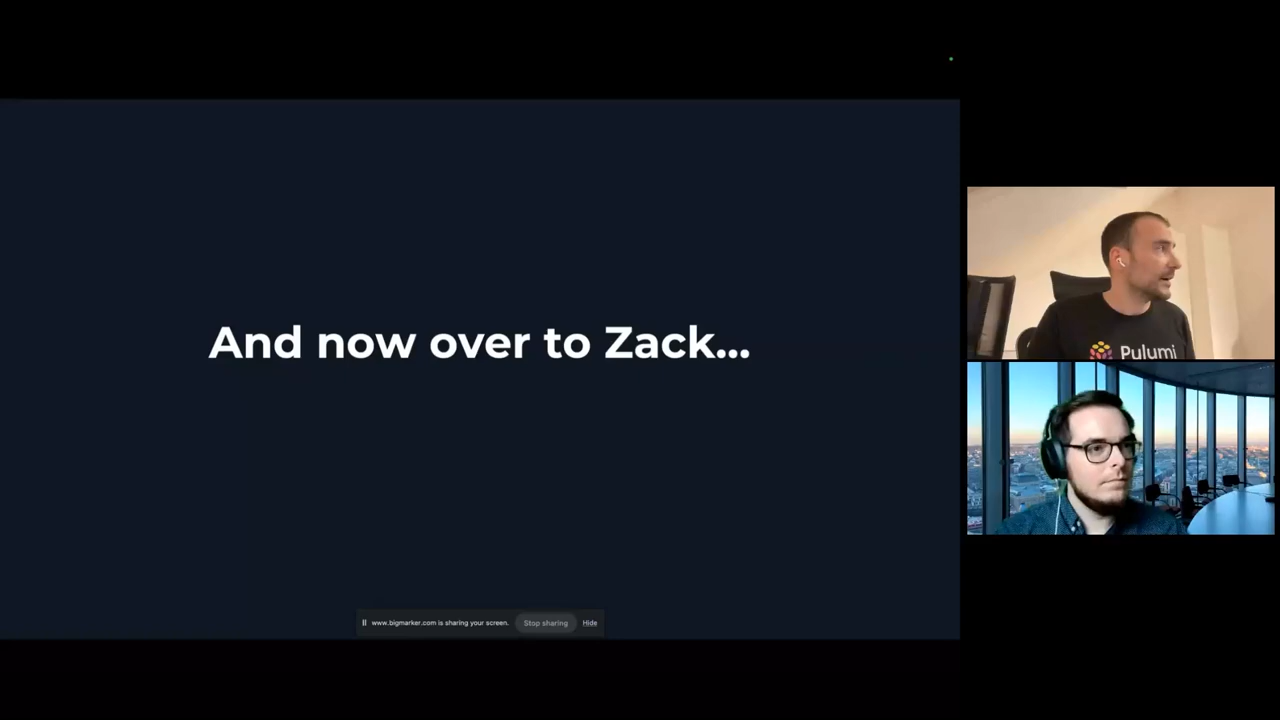 And now over to Zack...
Pulumi
www.bigmarker.com is sharing your screen.
Stop sharing
Hide